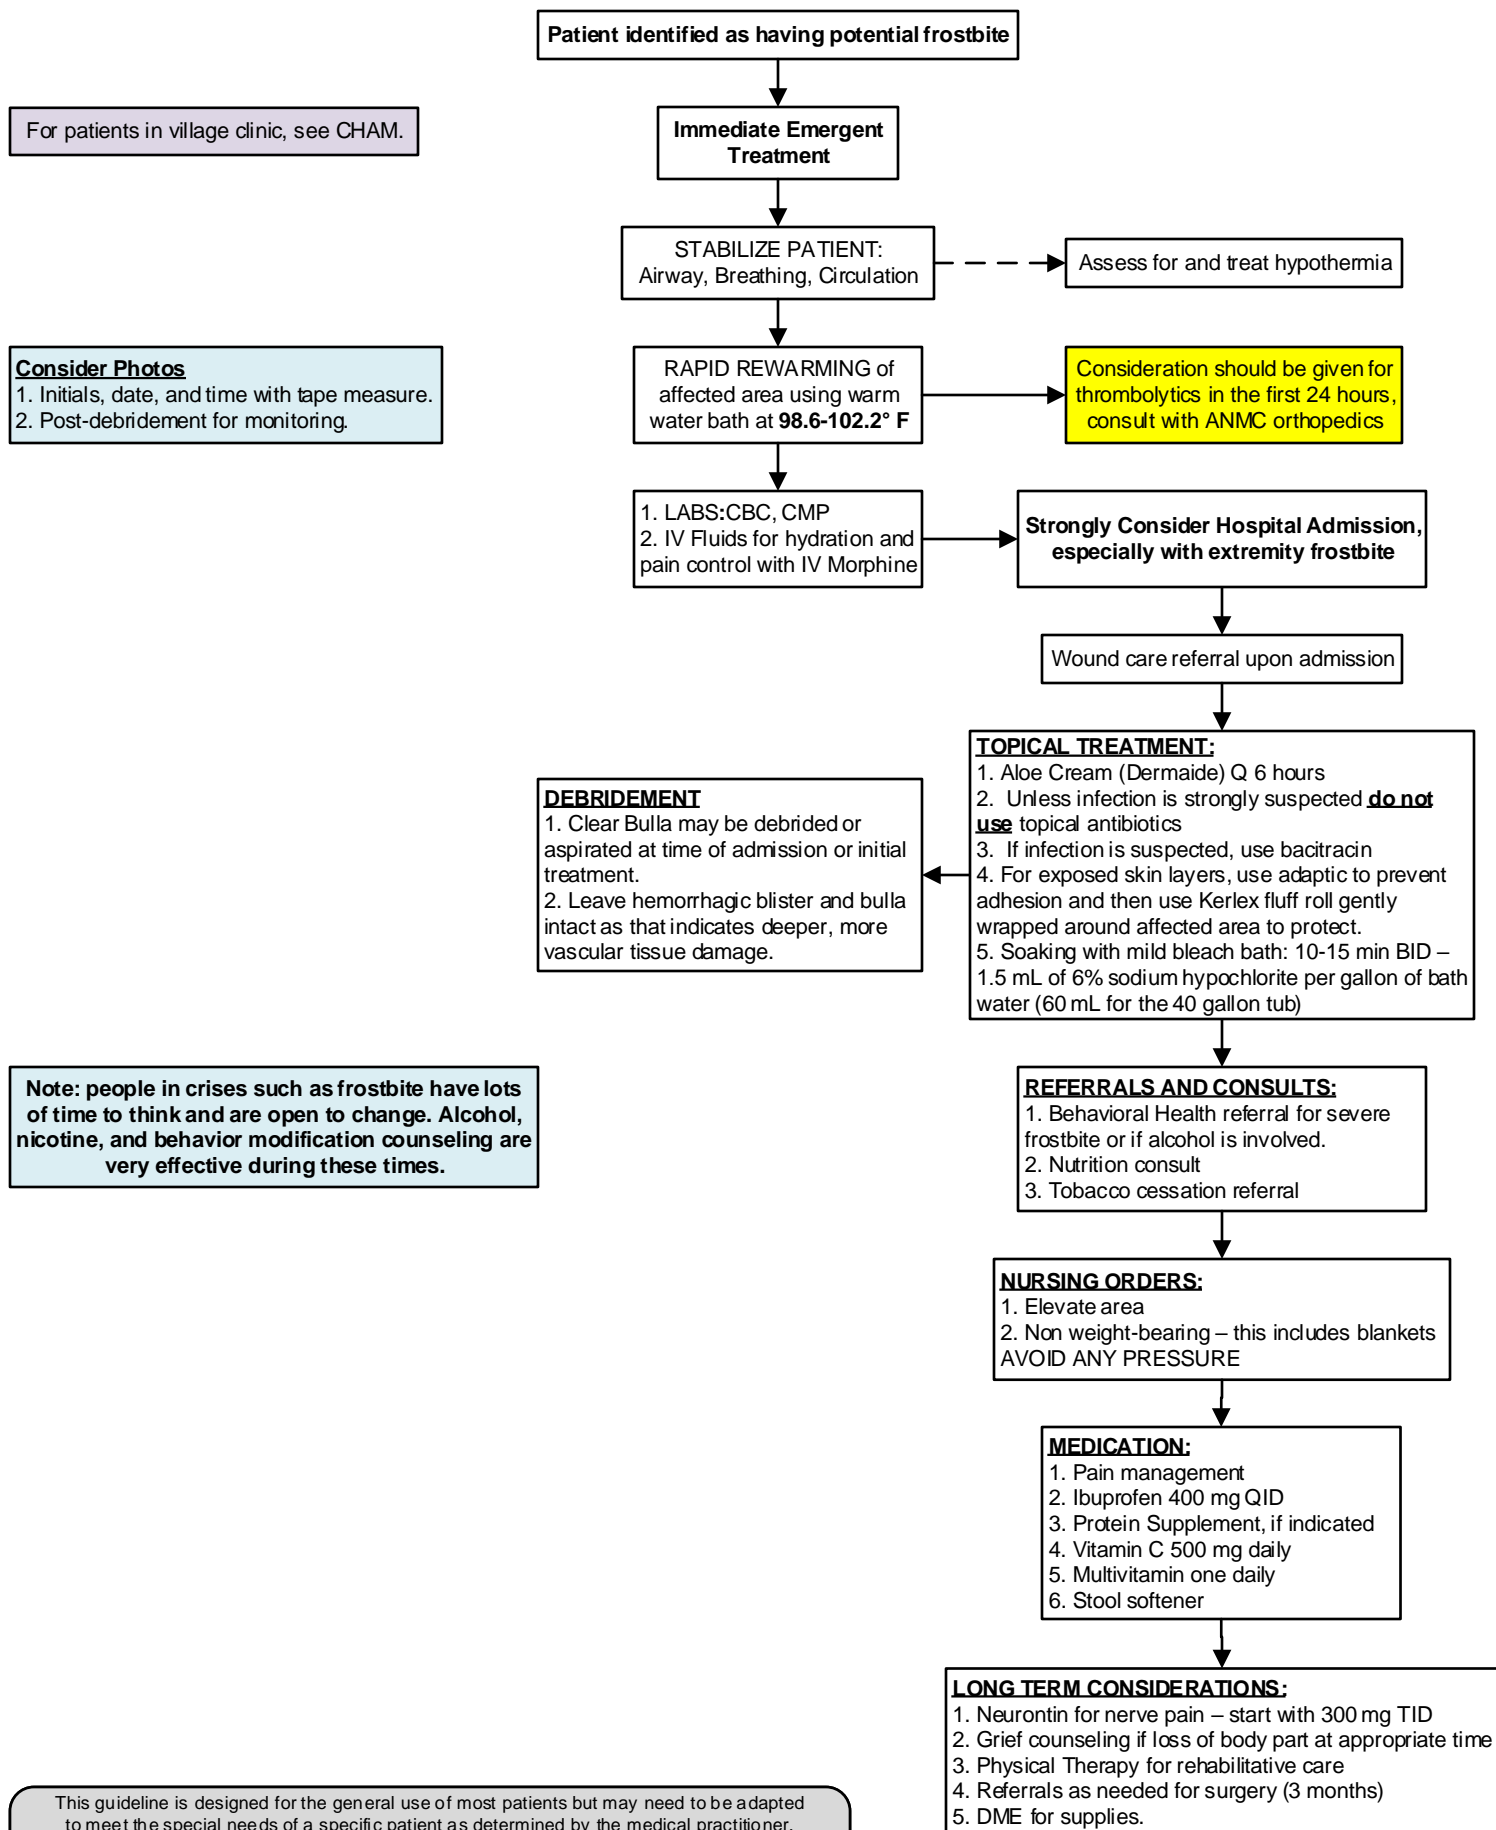 Patient identified as having potential frostbite
For patients in village clinic, see CHAM.
Immediate Emergent
Treatment
STABILIZE PATIENT:
Airway, Breathing, Circulation
Assess for and treat hypothermia
Consider Photos
1. Initials, date, and time with tape measure.
2. Post-debridement for monitoring.
RAPID REWARMING of
affected area using warm
water bath at 98.6-102.2° F
Consideration should be given for
thrombolytics in the first 24 hours,
consult with ANMC orthopedics
1. LABS:CBC, CMP
2. IV Fluids for hydration and
pain control with IV Morphine
Strongly Consider Hospital Admission,
especially with extremity frostbite
Wound care referral upon admission
TOPICAL TREATMENT:
1. Aloe Cream (Dermaide) Q 6 hours
2. Unless infection is strongly suspected do not
use topical antibiotics
3. If infection is suspected, use bacitracin
4. For exposed skin layers, use adaptic to prevent
adhesion and then use Kerlex fluff roll gently
wrapped around affected area to protect.
5. Soaking with mild bleach bath: 10-15 min BID –
1.5 mL of 6% sodium hypochlorite per gallon of bath
water (60 mL for the 40 gallon tub)
DEBRIDEMENT
1. Clear Bulla may be debrided or
aspirated at time of admission or initial
treatment.
2. Leave hemorrhagic blister and bulla
intact as that indicates deeper, more
vascular tissue damage.
Note: people in crises such as frostbite have lots
of time to think and are open to change. Alcohol,
nicotine, and behavior modification counseling are
very effective during these times.
REFERRALS AND CONSULTS:
1. Behavioral Health referral for severe
frostbite or if alcohol is involved.
2. Nutrition consult
3. Tobacco cessation referral
NURSING ORDERS:
1. Elevate area
2. Non weight-bearing – this includes blankets
AVOID ANY PRESSURE
MEDICATION:
1. Pain management
2. Ibuprofen 400 mg QID
3. Protein Supplement, if indicated
4. Vitamin C 500 mg daily
5. Multivitamin one daily
6. Stool softener
LONG TERM CONSIDERATIONS:
1. Neurontin for nerve pain – start with 300 mg TID
2. Grief counseling if loss of body part at appropriate time
3. Physical Therapy for rehabilitative care
4. Referrals as needed for surgery (3 months)
5. DME for supplies.
This guideline is designed for the general use of most patients but may need to be adapted
to meet the special needs of a specific patient as determined by the medical practitioner.